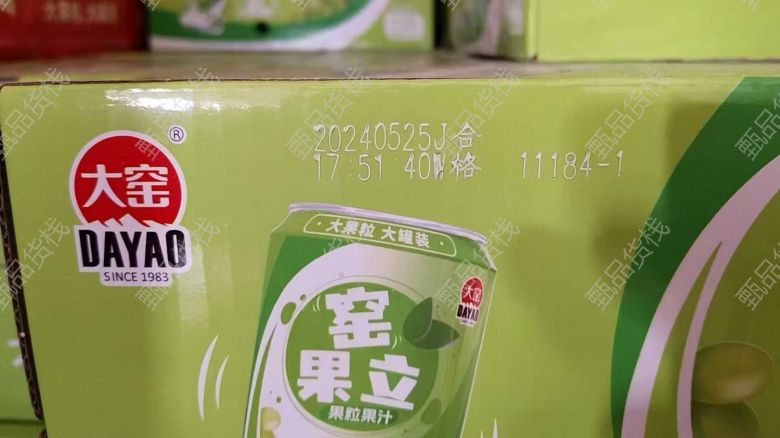 20240525J合
17:51:40W格 11184-1
®
大窑
DAYAO
SINCE 1983
大果粒 大罐装
大窑
DAYAO
窑
果立
果粒果汁
甄品货栈